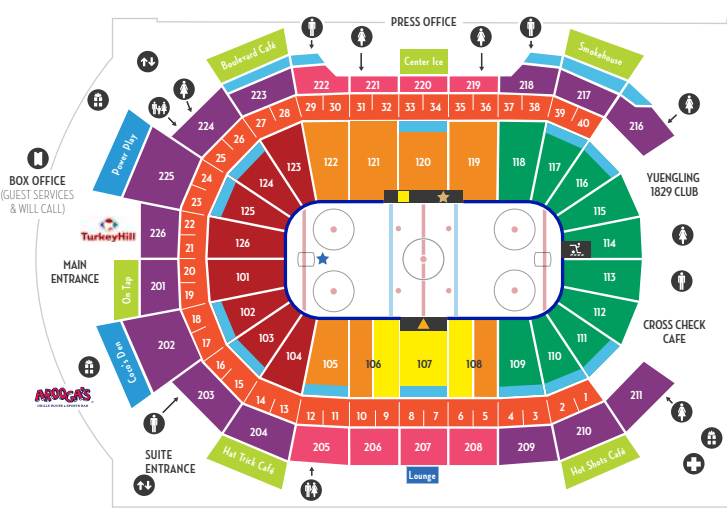 PRESS OFFICE
Boulevard Café
Center Ice
Smokehouse
222 221 220 219 218 217 216
223 224 225 226
29 30 31 32 33 34 35 36 37 38 39 40
28 27 26 25 24 23 22 21 20 19 18 17 16 15 14 13
Power Play
BOX OFFICE
(GUEST SERVICES
& WILL CALL)
TurkeyHill
MAIN
ENTRANCE
On Tap
201 202 203 204
Coco's Den
AROOGA'S
GRILLE HOUSE & SPORTS BAR
SUITE
ENTRANCE
123 122 121 120 119 118 117 116 115 114 113 112 111 110 109
124 125 126 101 102 103 104 105 106 107 108
YUENGLING
1829 CLUB
CROSS CHECK
CAFE
12 11 10 9 8 7 6 5 4 3 2 1
205 206 207 208 209 210 211
Hat Trick Café
Lounge
Hot Shots Café